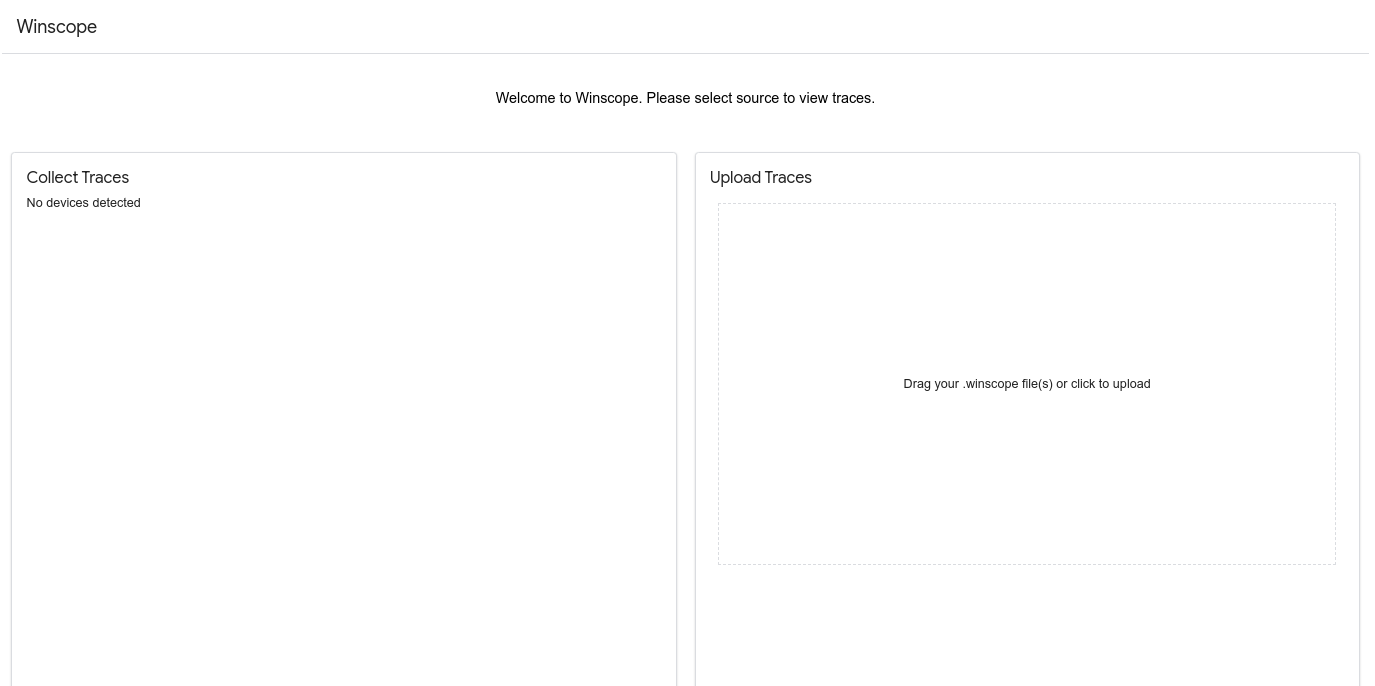 Winscope
Welcome to Winscope. Please select source to view traces.
Collect Traces
No devices detected
Upload Traces
Drag your .winscope file(s) or click to upload